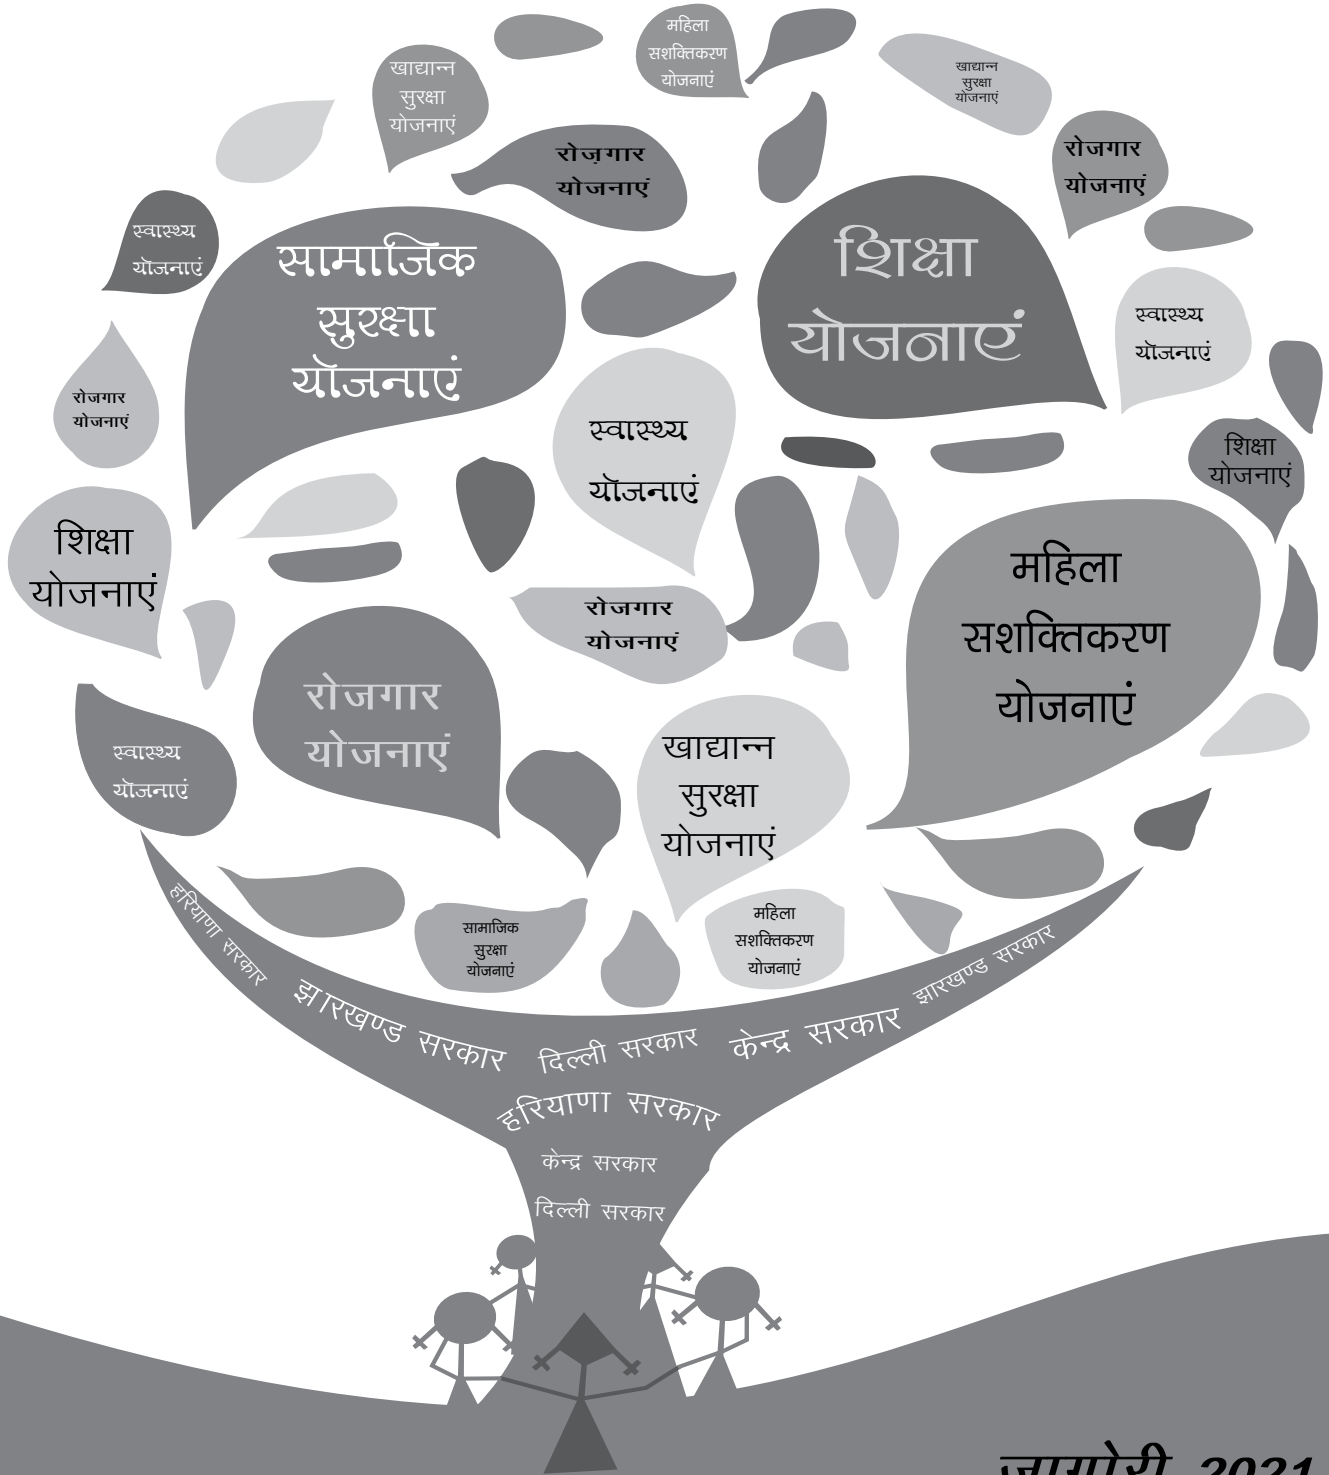 महिला
सशक्तिकरण
योजनाएं
खाद्यान्न
सुरक्षा
योजनाएं
खाद्यान्न
सुरक्षा
योजनाएं
रोज़गार
योजनाएं
रोजगार
योजनाएं
स्वास्थ्य
योजनाएं
सामाजिक
सुरक्षा
योजनाएं
शिक्षा
योजनाएं
स्वास्थ्य
योजनाएं
रोजगार
योजनाएं
स्वास्थ्य
योजनाएं
शिक्षा
योजनाएं
शिक्षा
योजनाएं
महिला
सशक्तिकरण
योजनाएं
रोजगार
योजनाएं
रोजगार
योजनाएं
स्वास्थ्य
योजनाएं
खाद्यान्न
सुरक्षा
योजनाएं
सामाजिक
सुरक्षा
योजनाएं
महिला
सशक्तिकरण
योजनाएं
हरियाणा सरकार
झारखण्ड सरकार
दिल्ली सरकार
केन्द्र सरकार
झारखण्ड सरकार
हरियाणा सरकार
केन्द्र सरकार
दिल्ली सरकार
जागोरी 2021